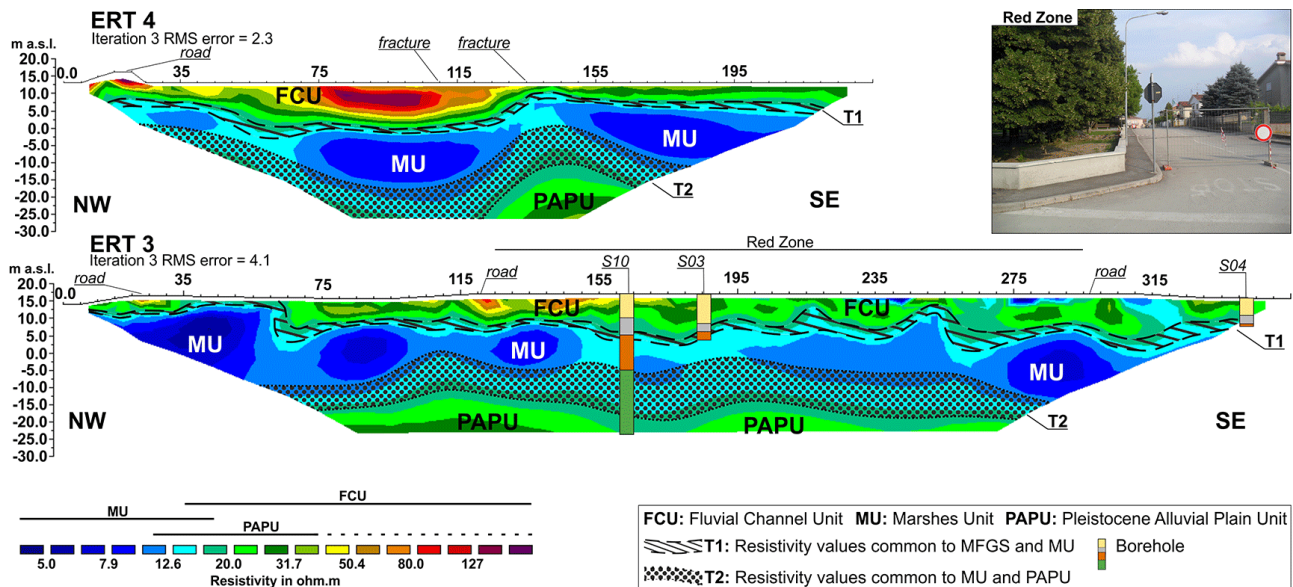 ERT 4
Iteration 3 RMS error = 2.3
road
fracture
fracture
m a.s.l.
0.0 35 75 115 155 195
20.0
15.0
10.0
5.0
0.0
-5.0
-10.0
-15.0
-20.0
-25.0
-30.0
FCU
MU
MU
PAPU
T1
T2
NW
SE
Red Zone
ERT 3
Iteration 3 RMS error = 4.1
Red Zone
road
road
S10
S03
road
S04
m a.s.l.
0.0 35 75 115 155 195 235 275 315
20.0
15.0
10.0
5.0
0.0
-5.0
-10.0
-15.0
-20.0
-25.0
-30.0
FCU
FCU
MU
MU
MU
PAPU
PAPU
T1
T2
NW
SE
FCU
MU
PAPU
5.0 7.9 12.6 20.0 31.7 50.4 80.0 127
Resistivity in ohm.m
FCU: Fluvial Channel Unit MU: Marshes Unit PAPU: Pleistocene Alluvial Plain Unit
T1: Resistivity values common to MFGS and MU
Borehole
T2: Resistivity values common to MU and PAPU